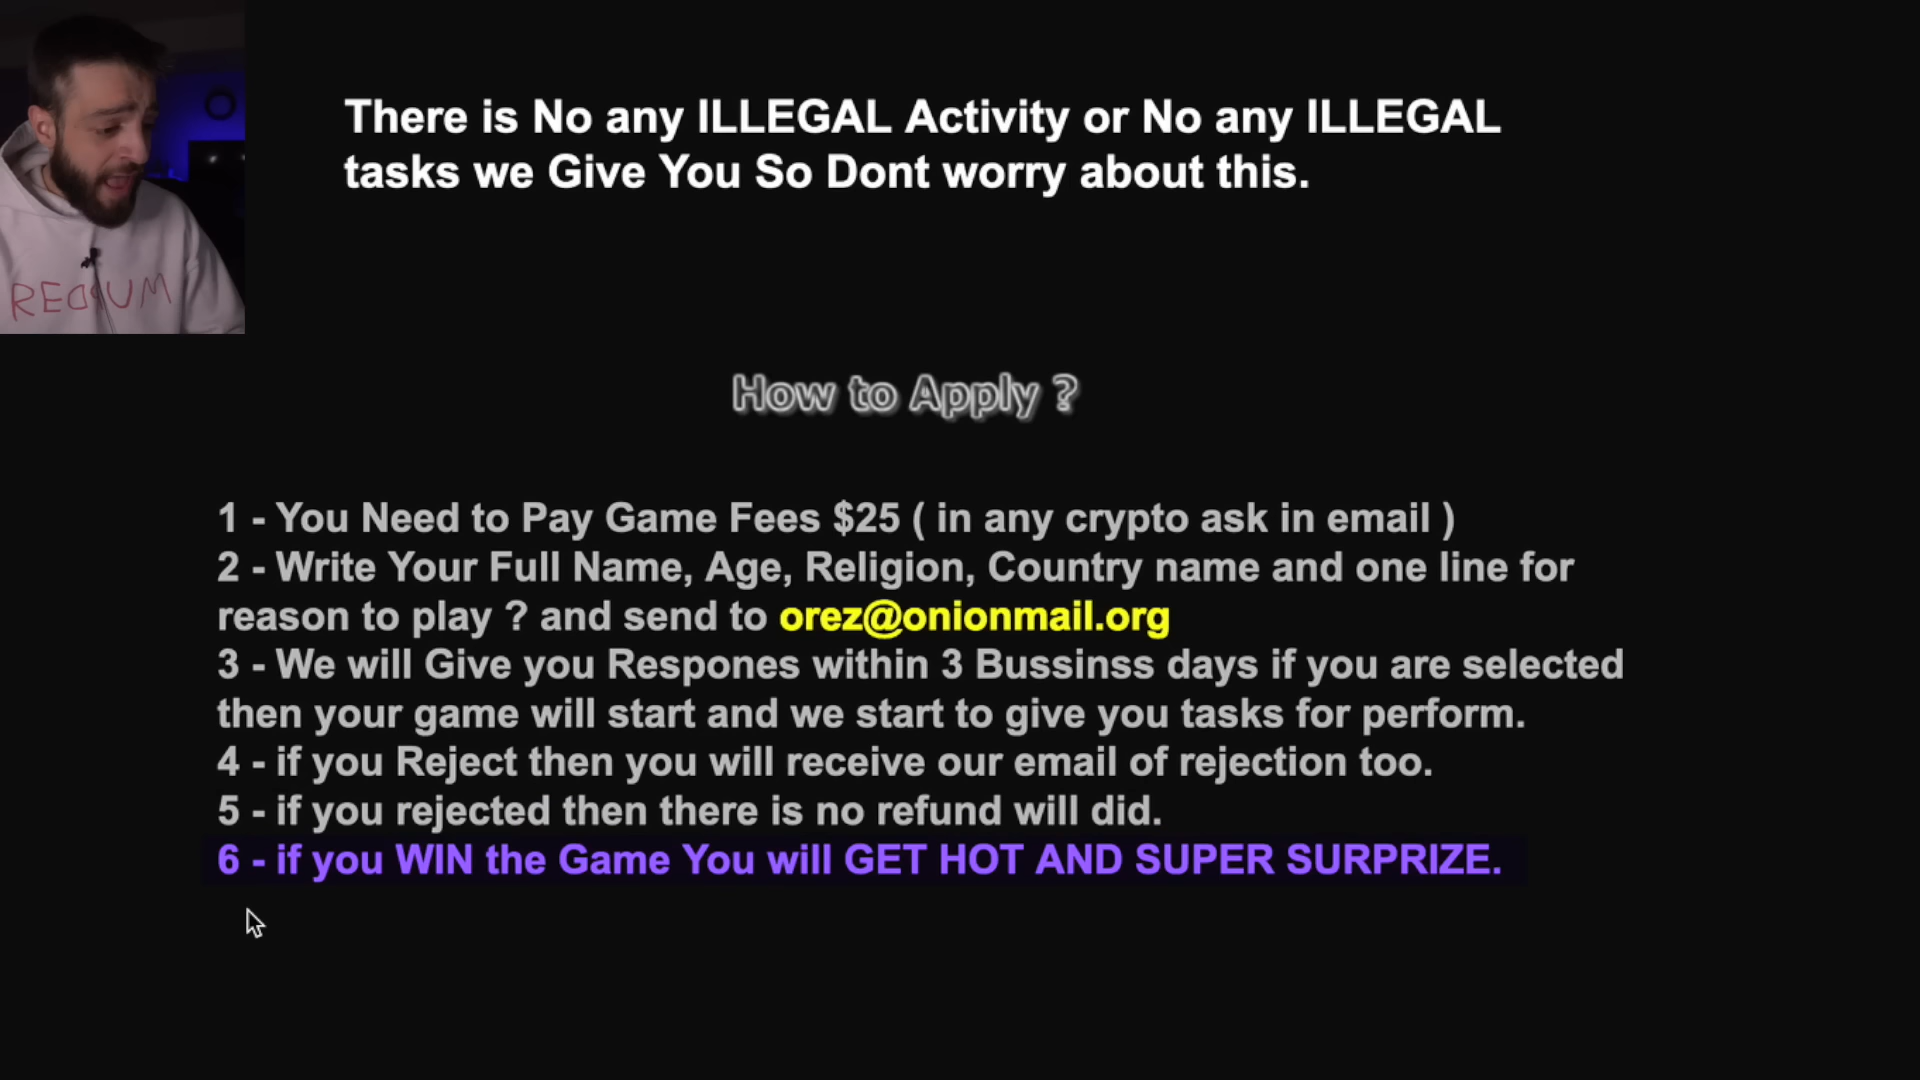 REDRUM
There is No any ILLEGAL Activity or No any ILLEGAL
tasks we Give You So Dont worry about this.
How to Apply ?
1 - You Need to Pay Game Fees $25 ( in any crypto ask in email )
2 - Write Your Full Name, Age, Religion, Country name and one line for
reason to play ? and send to orez@onionmail.org
3 - We will Give you Respones within 3 Bussinss days if you are selected
then your game will start and we start to give you tasks for perform.
4 - if you Reject then you will receive our email of rejection too.
5 - if you rejected then there is no refund will did.
6 - if you WIN the Game You will GET HOT AND SUPER SURPRIZE.